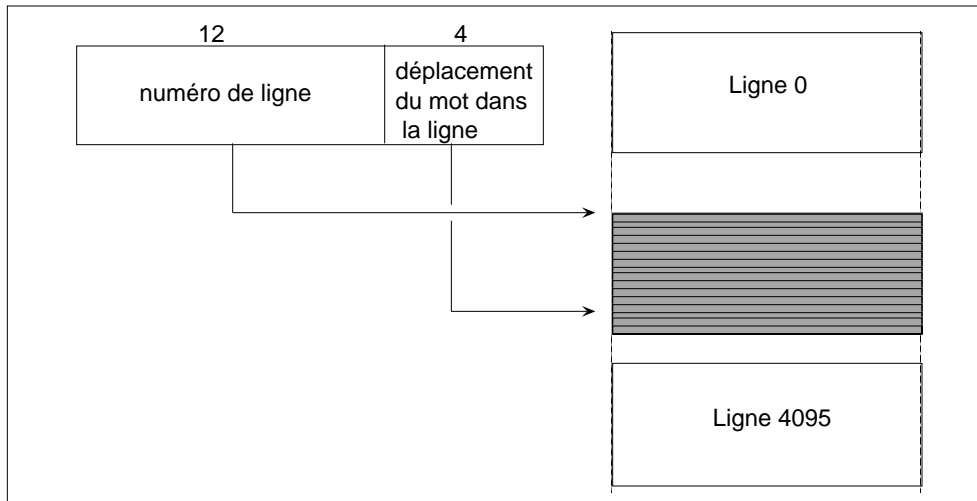 12
4
numéro de ligne
déplacement
du mot dans
la ligne
Ligne 0
Ligne 4095